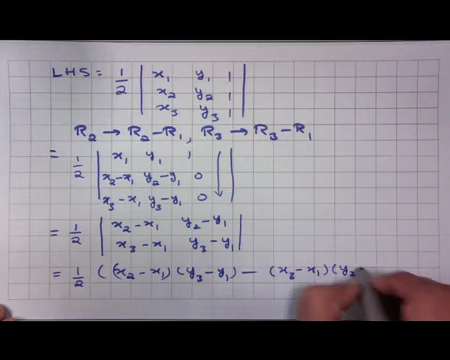 LHS = 1/2 | x₁ y₁ 1 |
| x₂ y₂ 1 |
| x₃ y₃ 1 |
R₂ → R₂ − R₁, R₃ → R₃ − R₁
= 1/2 | x₁ y₁ 1 |
| x₂−x₁ y₂−y₁ 0 |
| x₃−x₁ y₃−y₁ 0 | ↓
= 1/2 | x₂−x₁ y₂−y₁ |
| x₃−x₁ y₃−y₁ |
= 1/2 ((x₂−x₁)(y₃−y₁) − (x₃−x₁)(y₂